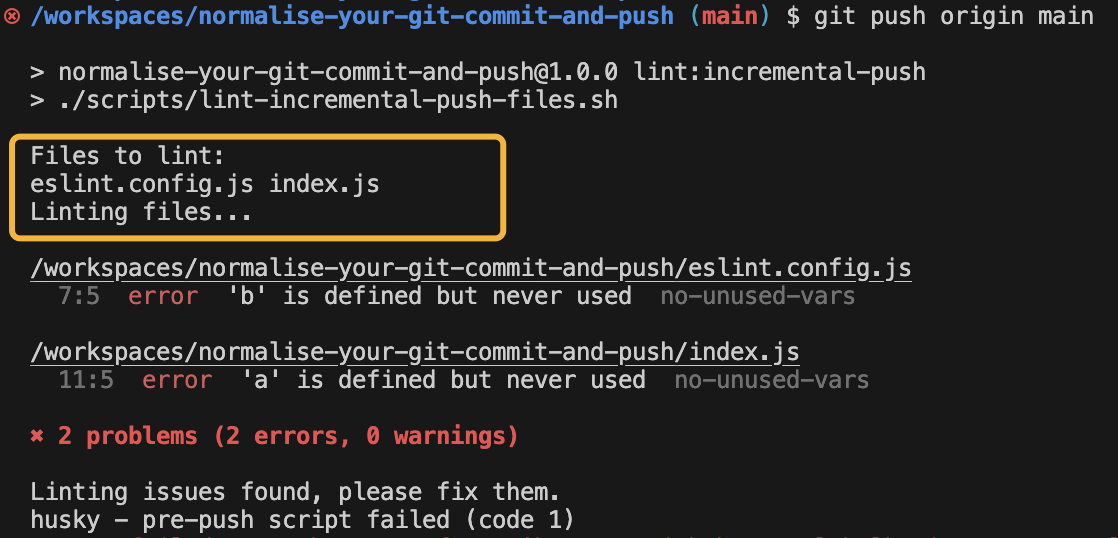 /workspaces/normalise-your-git-commit-and-push (main) $ git push origin main
> normalise-your-git-commit-and-push@1.0.0 lint:incremental-push
> ./scripts/lint-incremental-push-files.sh
Files to lint:
eslint.config.js index.js
Linting files...
/workspaces/normalise-your-git-commit-and-push/eslint.config.js
7:5 error 'b' is defined but never used no-unused-vars
/workspaces/normalise-your-git-commit-and-push/index.js
11:5 error 'a' is defined but never used no-unused-vars
✖ 2 problems (2 errors, 0 warnings)
Linting issues found, please fix them.
husky - pre-push script failed (code 1)